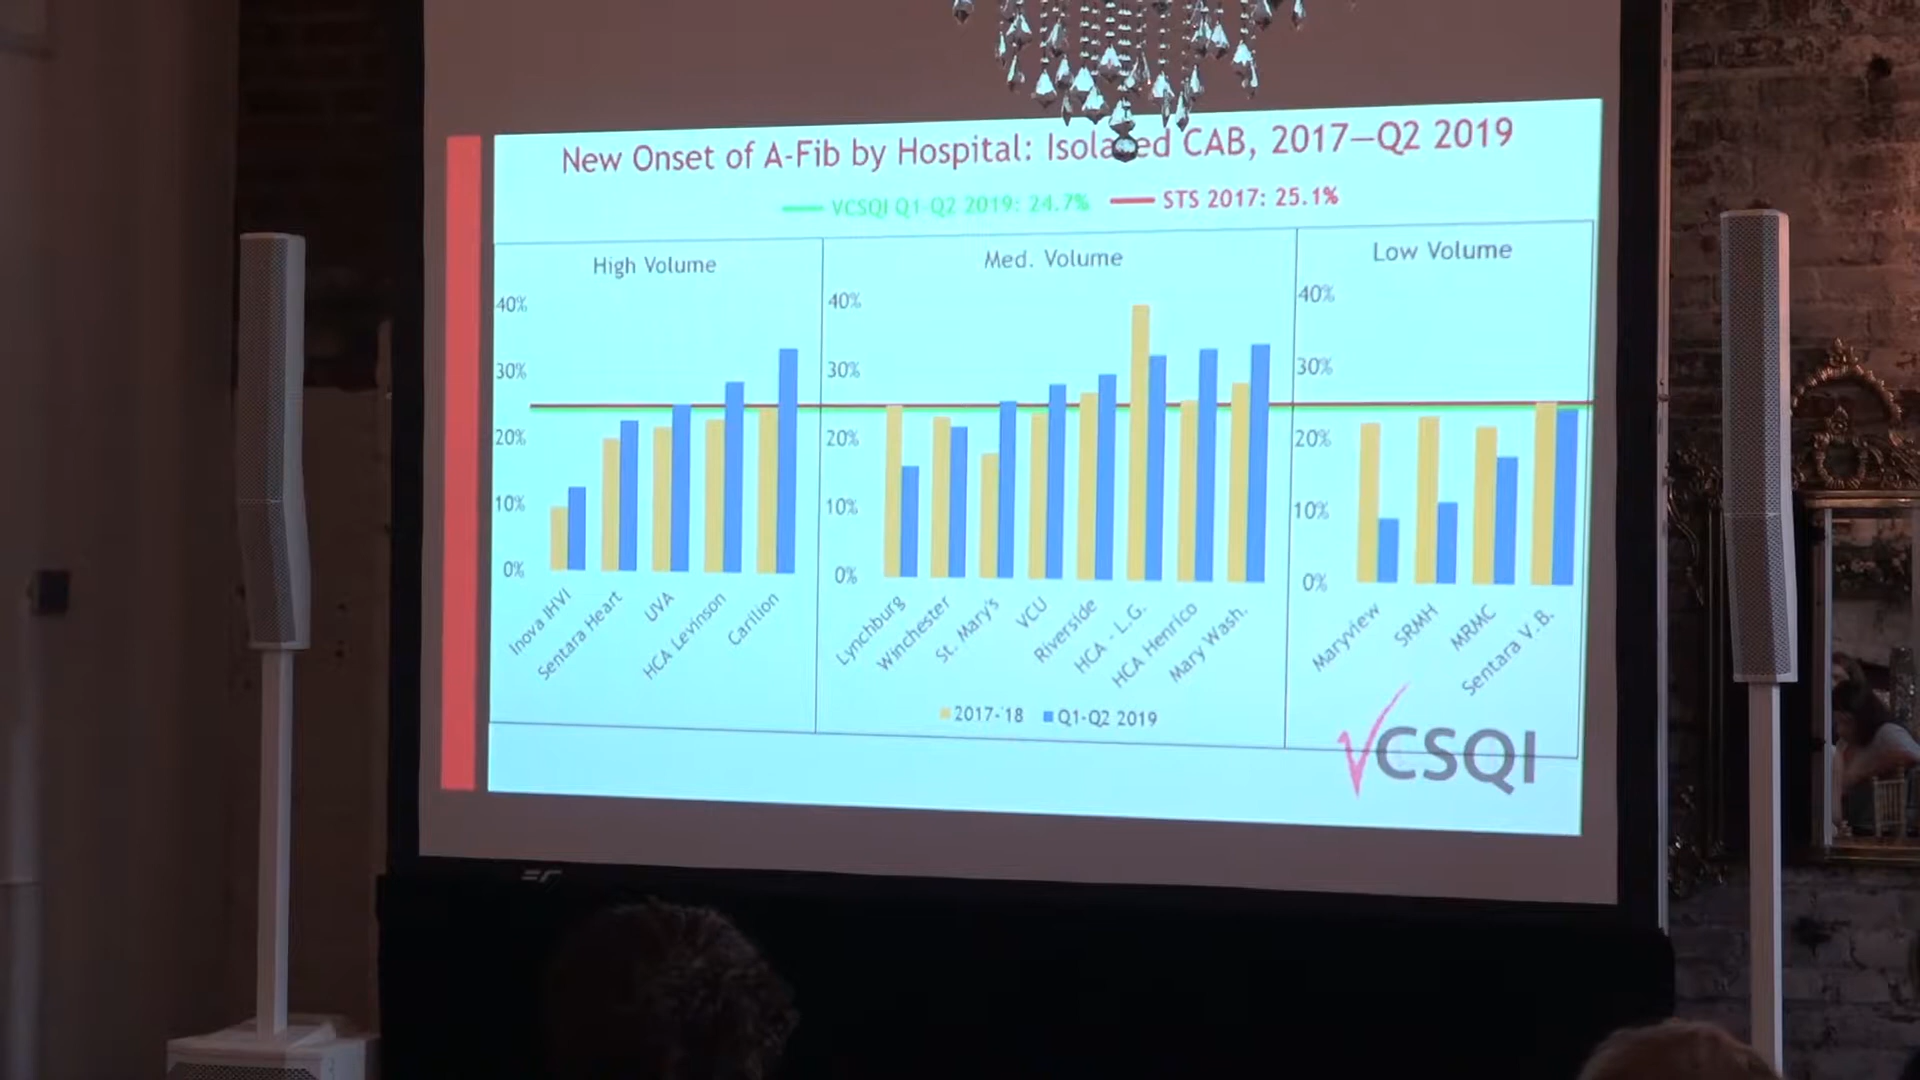 New Onset of A-Fib by Hospital: Isolated CAB, 2017—Q2 2019
VCSQI Q1-Q2 2019: 24.7% STS 2017: 25.1%
High Volume
40%
30%
20%
10%
0%
Inova IHVI
Sentara Heart
UVA
HCA Levinson
Carilion
Med. Volume
40%
30%
20%
10%
0%
Lynchburg
Winchester
St. Mary's
VCU
Riverside
HCA - L.G.
HCA Henrico
Mary Wash.
Low Volume
40%
30%
20%
10%
0%
Maryview
SRMH
MRMC
Sentara V.B.
2017-'18 Q1-Q2 2019
VCSQI